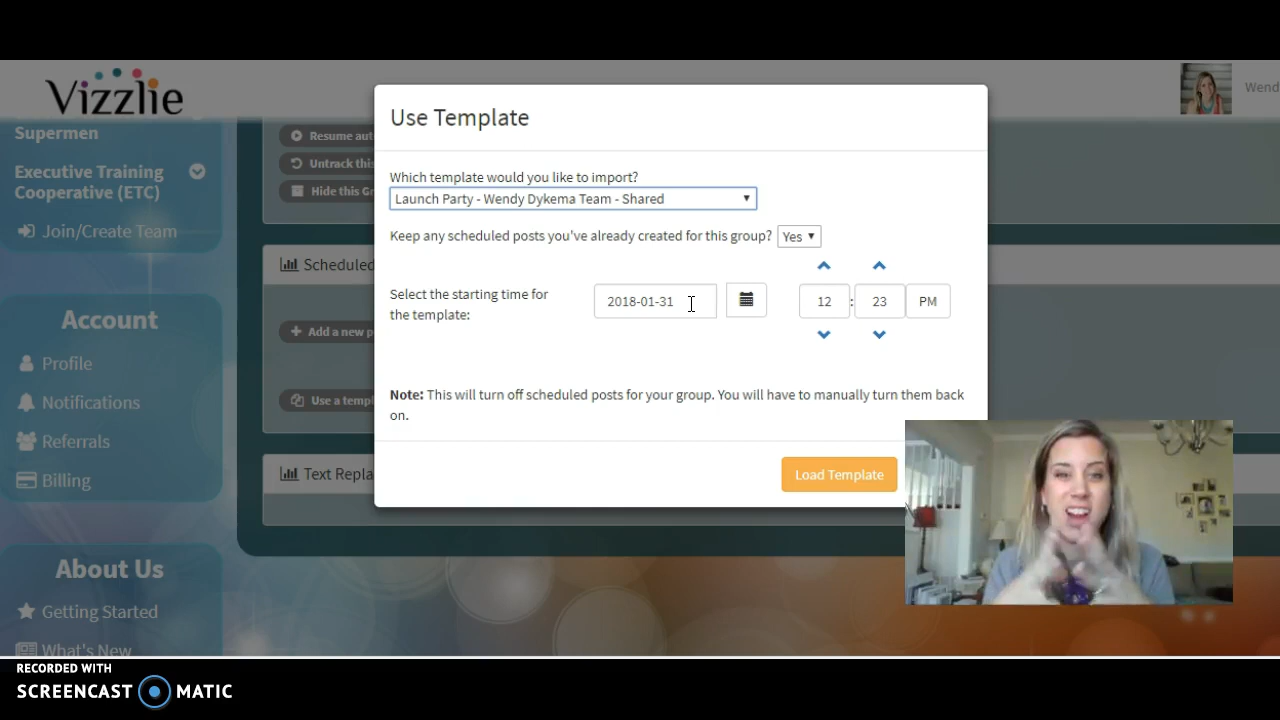 Vizzlie
Wend
Supermen
Executive Training
Cooperative (ETC)
Join/Create Team
Account
Profile
Notifications
Referrals
Billing
About Us
Getting Started
What's New
Resume aut
Untrack this
Hide this Gr
Scheduled
Add a new p
Use a templ
Text Repla
Use Template
Which template would you like to import?
Launch Party - Wendy Dykema Team - Shared
Keep any scheduled posts you've already created for this group? Yes
Select the starting time for
the template:
2018-01-31
12 : 23 PM
Note: This will turn off scheduled posts for your group. You will have to manually turn them back
on.
Load Template
RECORDED WITH
SCREENCAST MATIC